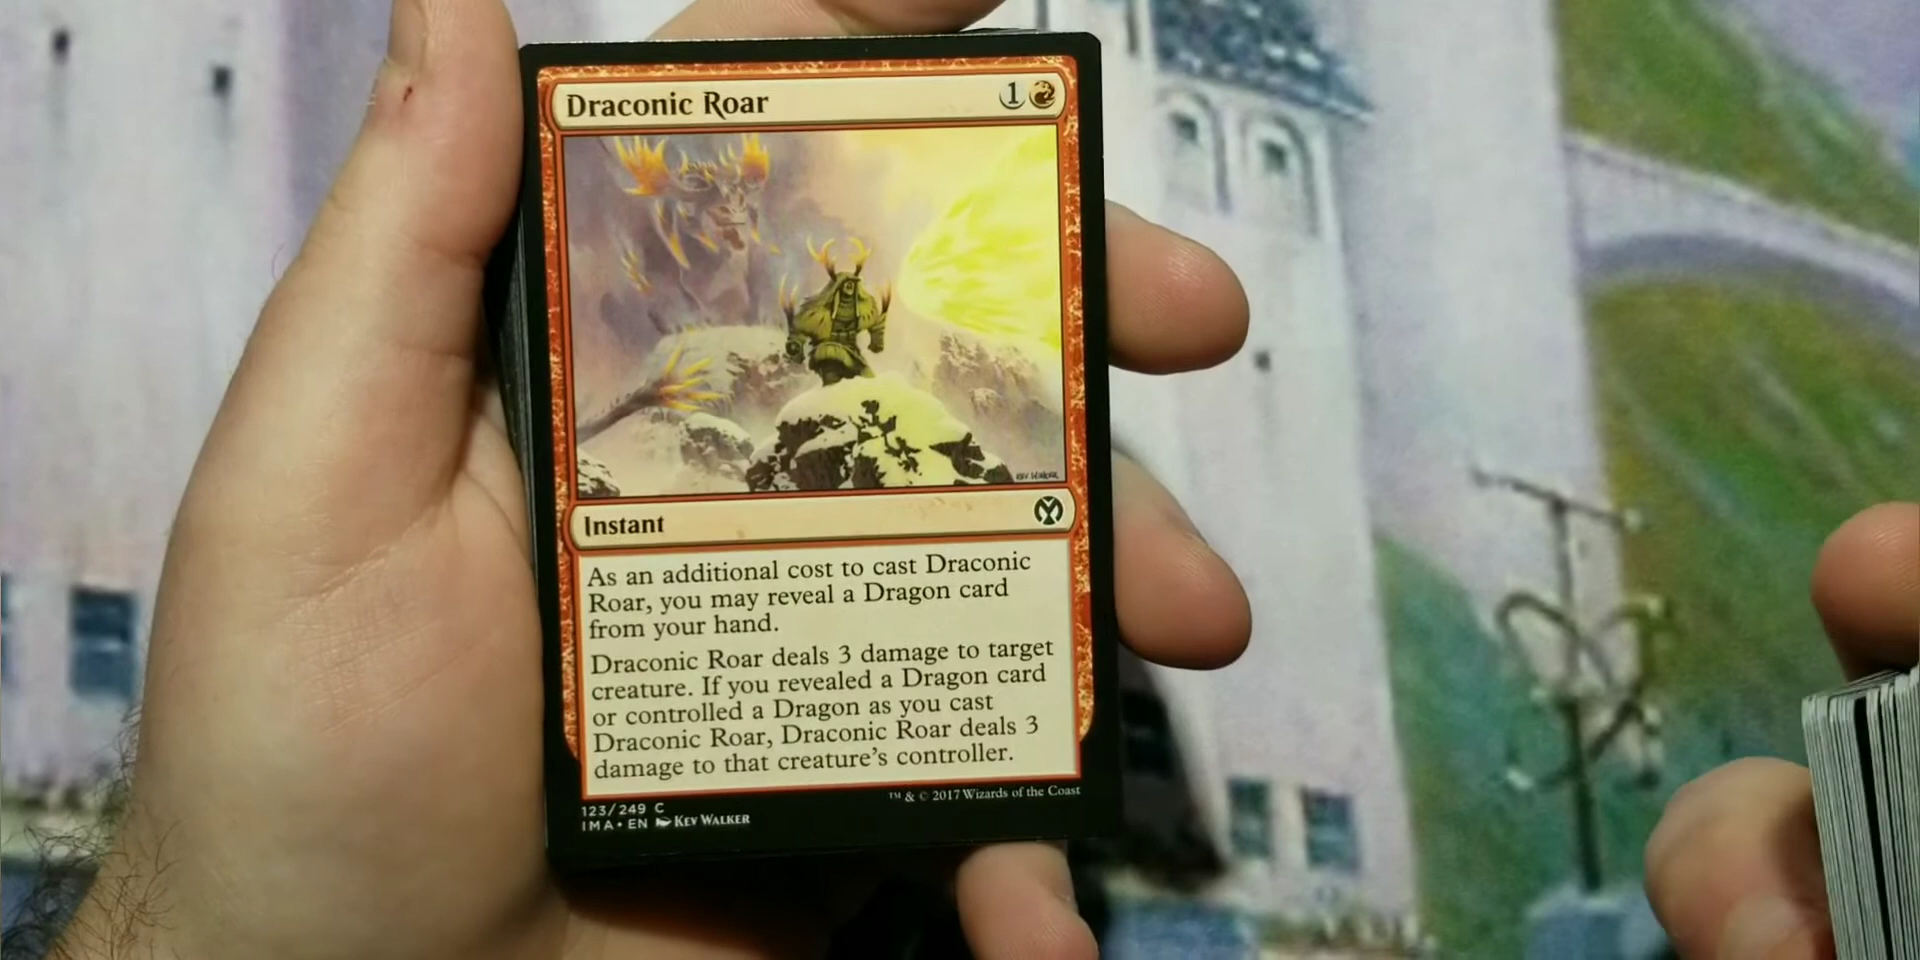 Draconic Roar 1
KEV WALKER
Instant
As an additional cost to cast Draconic
Roar, you may reveal a Dragon card
from your hand.
Draconic Roar deals 3 damage to target
creature. If you revealed a Dragon card
or controlled a Dragon as you cast
Draconic Roar, Draconic Roar deals 3
damage to that creature's controller.
123/249 C
™ & © 2017 Wizards of the Coast
IMA • EN KEV WALKER